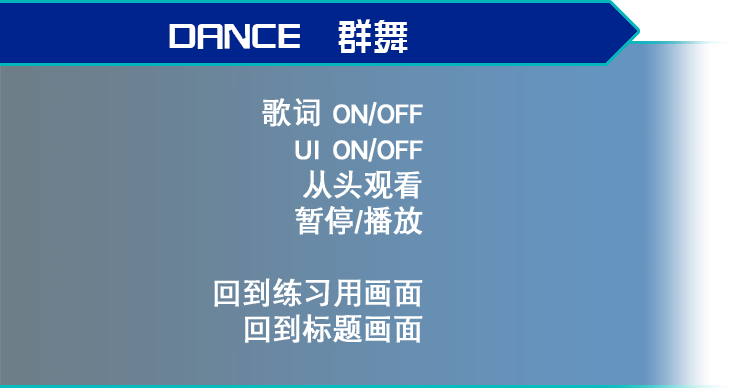 DANCE 群舞
歌词 ON/OFF
UI ON/OFF
从头观看
暂停/播放
回到练习用画面
回到标题画面